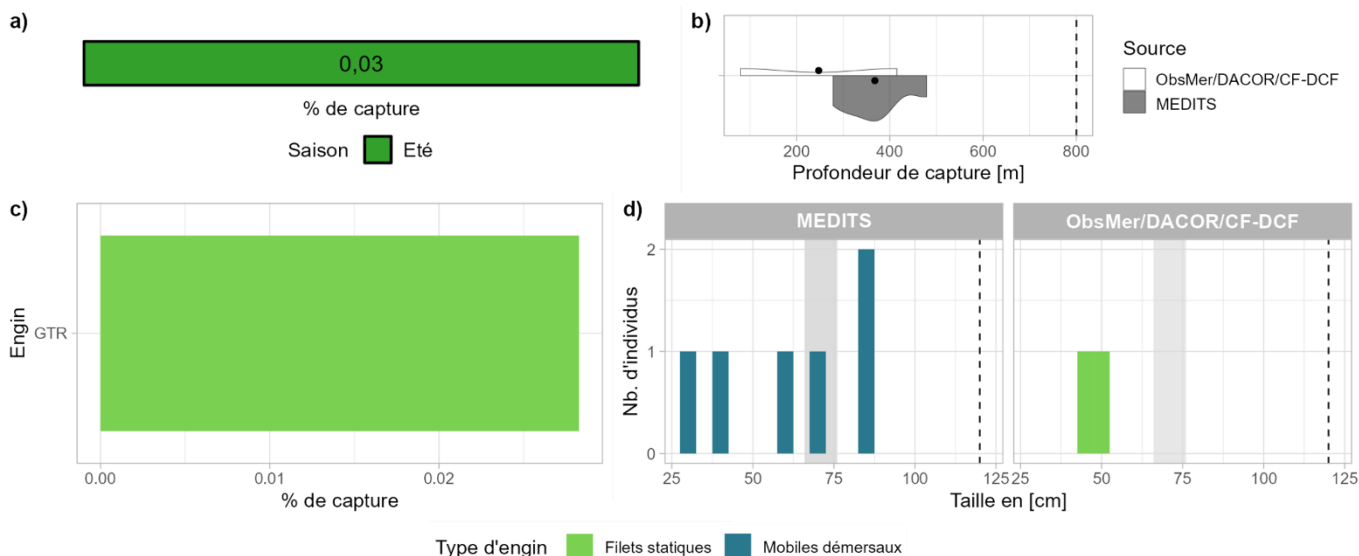 a)
0,03
% de capture
Saison Eté
b)
200 400 600 800
Profondeur de capture [m]
Source
ObsMer/DACOR/CF-DCF
MEDITS
c)
Engin
GTR
0.00 0.01 0.02
% de capture
d)
MEDITS ObsMer/DACOR/CF-DCF
Nb. d'individus
2
1
0
25 50 75 100 125 25 50 75 100 125
Taille en [cm]
Type d'engin Filets statiques Mobiles démersaux